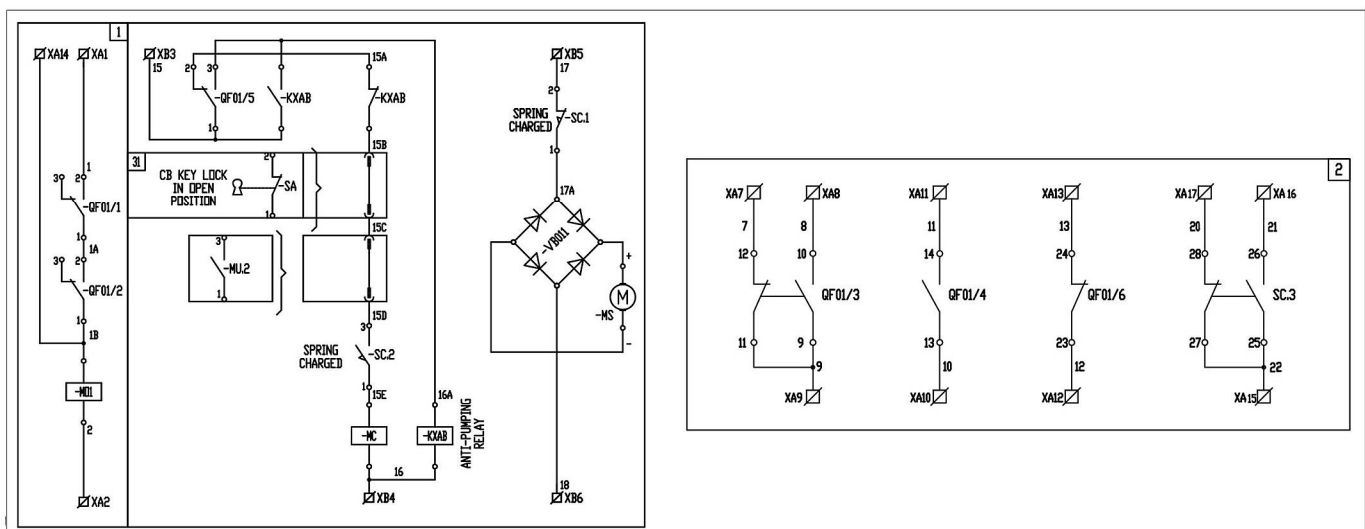 1
XA14
XA1
1
3
2
-QF01/1
1
1A
3
2
-QF01/2
1
1B
-MO1
2
XA2
XB3
15
2
3
-QF01/5
1
-KXAB
15A
-KXAB
15B
31
CB KEY LOCK
IN OPEN
POSITION
2
-SA
1
15C
3
-MU.2
1
15D
3
SPRING
CHARGED
-SC.2
1
15E
-MC
16A
-KXAB
ANTI-PUMPING
RELAY
16
XB4
XB5
17
2
SPRING
CHARGED
-SC.1
1
17A
-VB011
+
M
-MS
-
18
XB6
2
XA7
XA8
XA11
XA13
XA17
XA16
7
8
11
13
20
21
12
10
14
24
28
26
QF01/3
QF01/4
QF01/6
SC.3
11
9
13
23
27
25
9
10
12
22
XA9
XA10
XA12
XA15